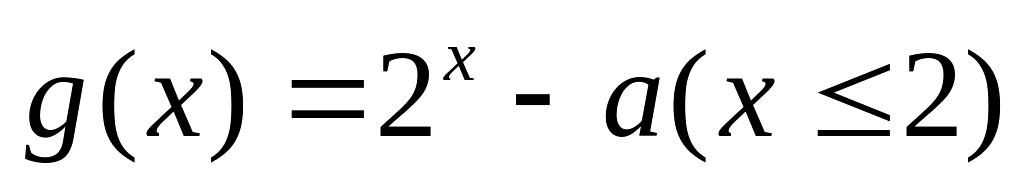 g(x) = 2^x - a(x ≤ 2)